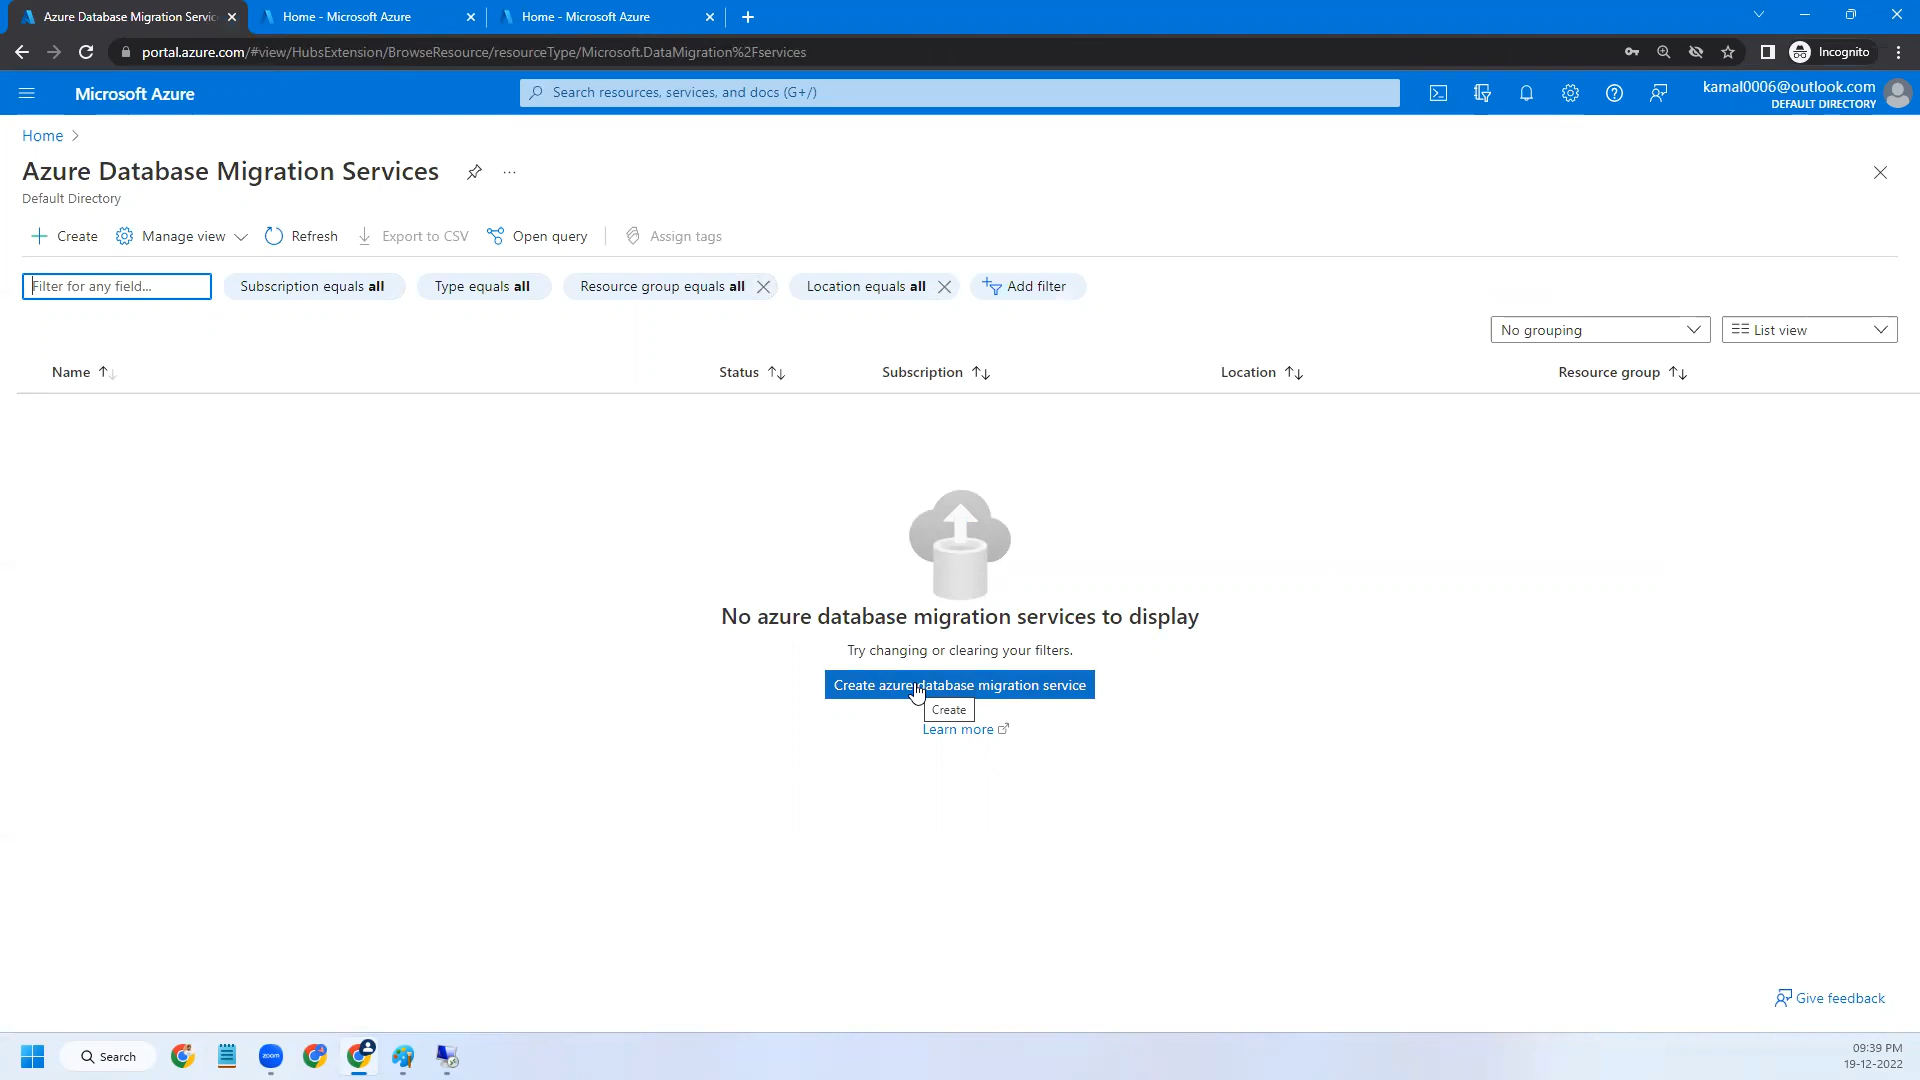 Azure Database Migration Servic
Home - Microsoft Azure
Home - Microsoft Azure
portal.azure.com/#view/HubsExtension/BrowseResource/resourceType/Microsoft.DataMigration%2Fservices
Incognito
Microsoft Azure
Search resources, services, and docs (G+/)
kamal0006@outlook.com
DEFAULT DIRECTORY
Home
Azure Database Migration Services
Default Directory
Create
Manage view
Refresh
Export to CSV
Open query
Assign tags
Filter for any field...
Subscription equals all
Type equals all
Resource group equals all
Location equals all
Add filter
No grouping
List view
Name
Status
Subscription
Location
Resource group
No azure database migration services to display
Try changing or clearing your filters.
Create azure database migration service
Create
Learn more
Give feedback
Search
zoom
09:39 PM
19-12-2022